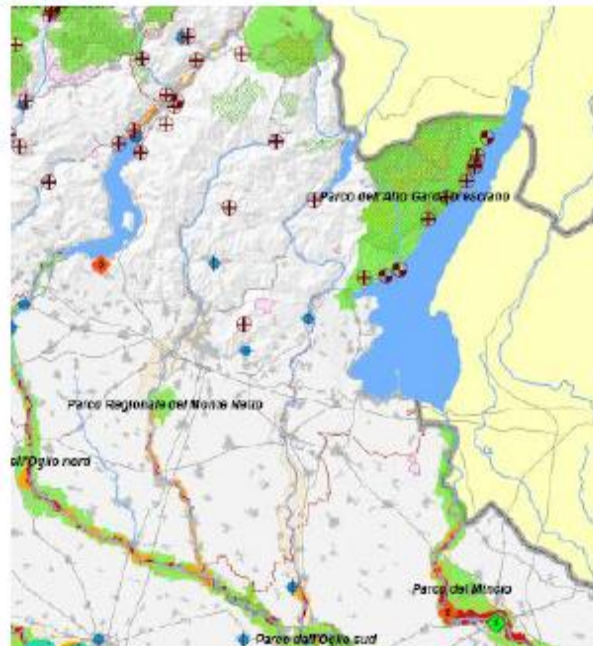 Parco dell'Alto Garda Bresciano
Parco Regionale del Monte Netto
dell'Oglio nord
Parco del Mincio
Parco dell'Oglio sud